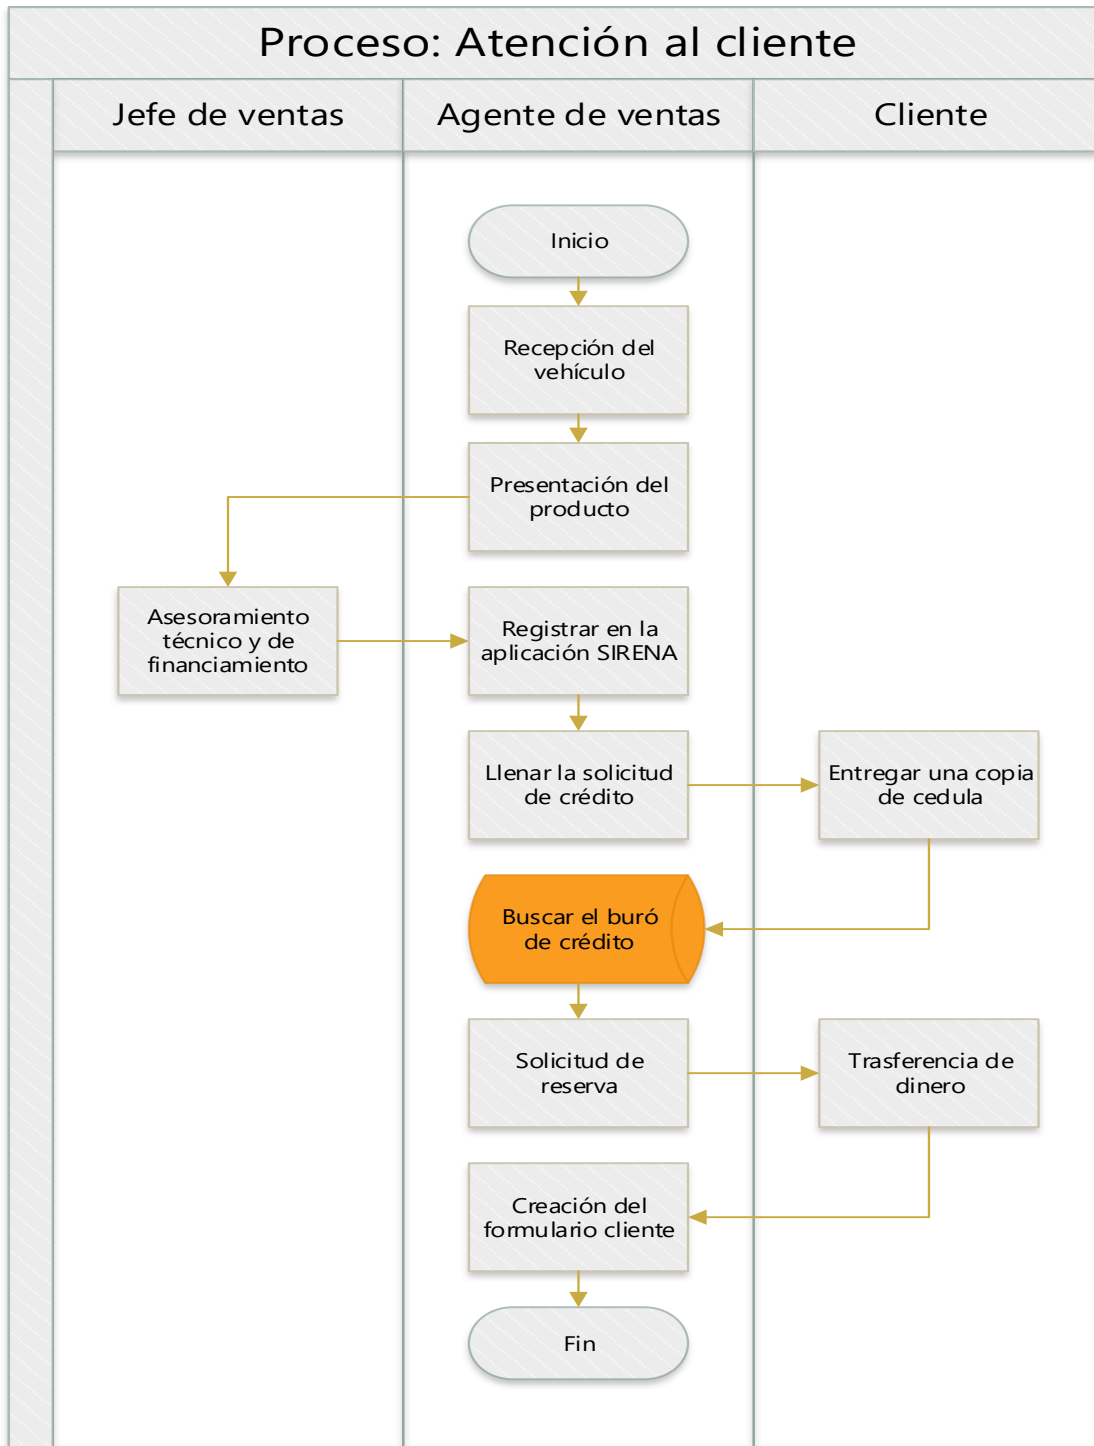 Proceso: Atención al cliente
Jefe de ventas
Agente de ventas
Cliente
Inicio
Recepción del
vehículo
Presentación del
producto
Asesoramiento
técnico y de
financiamiento
Registrar en la
aplicación SIRENA
Llenar la solicitud
de crédito
Entregar una copia
de cedula
Buscar el buró
de crédito
Solicitud de
reserva
Trasferencia de
dinero
Creación del
formulario cliente
Fin